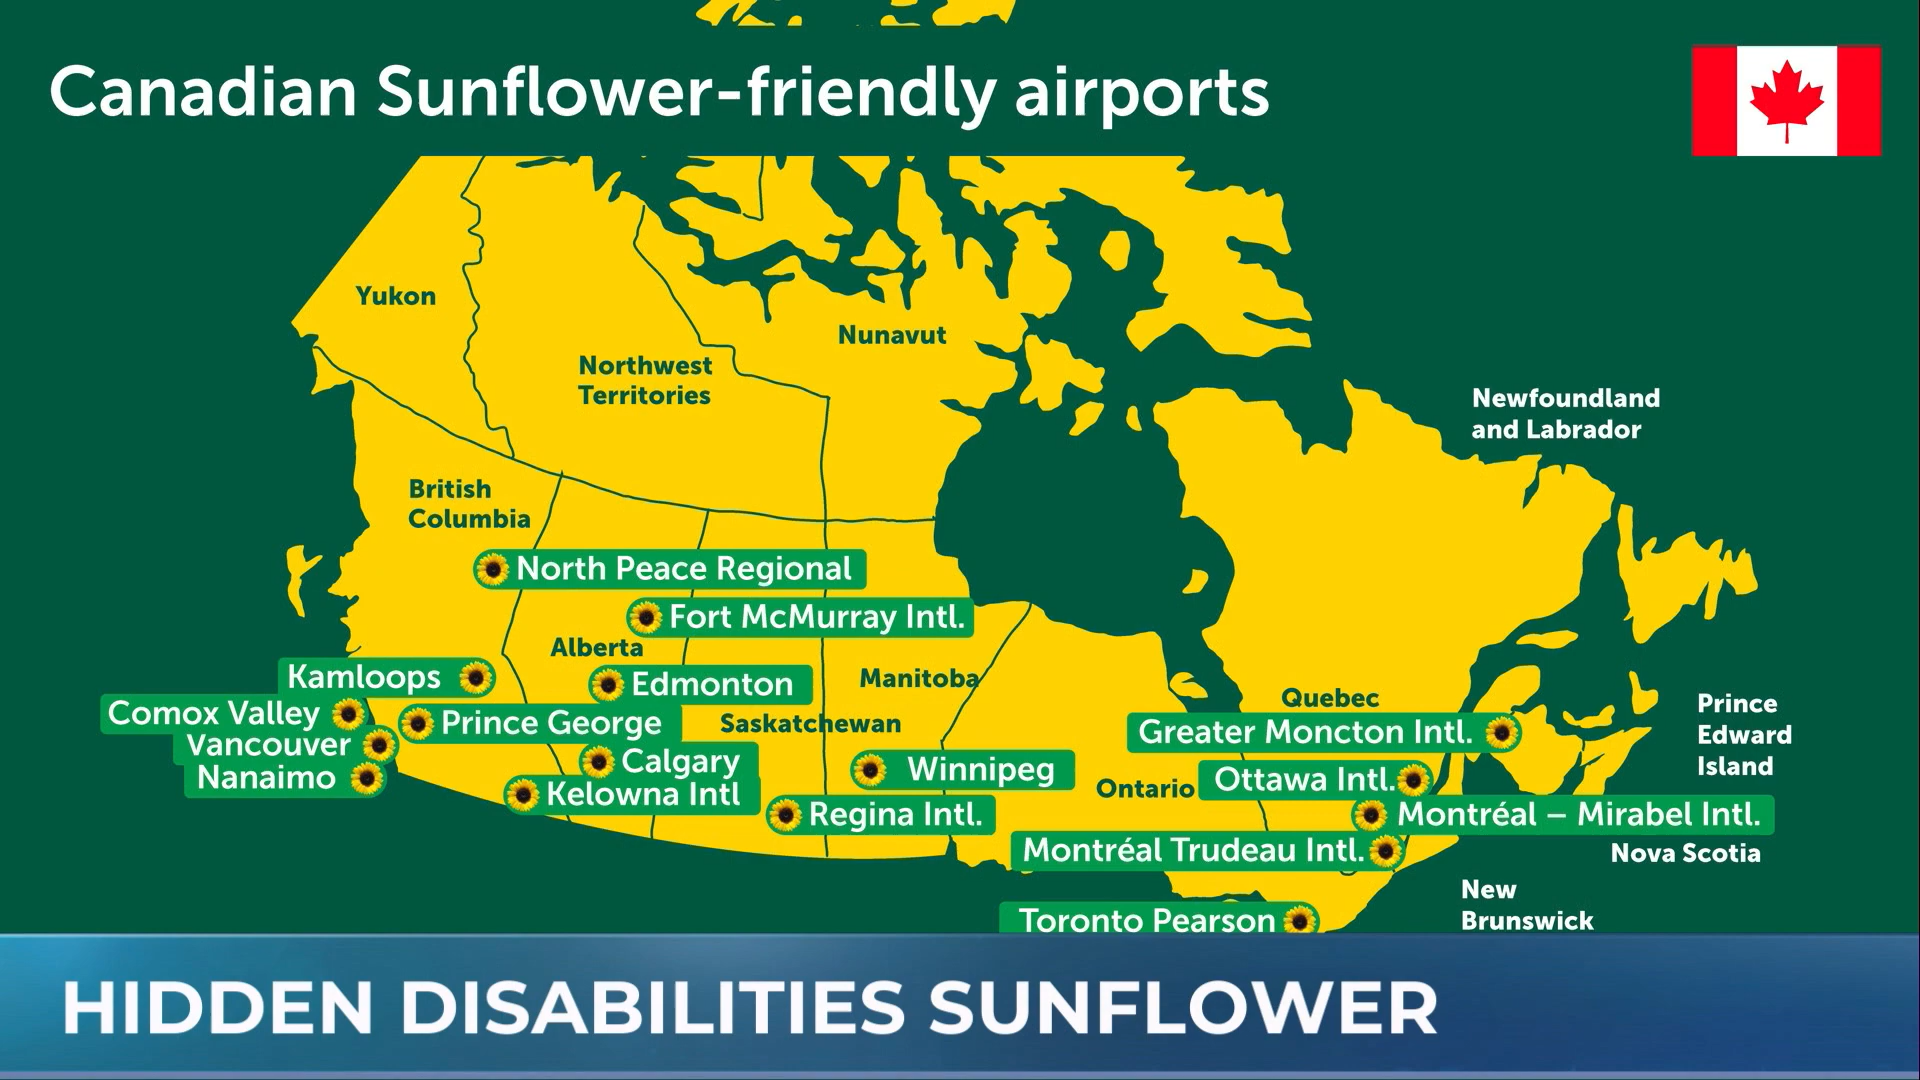 Canadian Sunflower-friendly airports
Yukon
Nunavut
Northwest
Territories
Newfoundland
and Labrador
British
Columbia
North Peace Regional
Fort McMurray Intl.
Alberta
Kamloops
Edmonton
Manitoba
Quebec
Comox Valley
Prince George
Saskatchewan
Prince
Edward
Island
Greater Moncton Intl.
Vancouver
Calgary
Winnipeg
Nanaimo
Kelowna Intl
Ontario
Ottawa Intl.
Regina Intl.
Montréal – Mirabel Intl.
Montréal Trudeau Intl.
Nova Scotia
New
Brunswick
Toronto Pearson
HIDDEN DISABILITIES SUNFLOWER